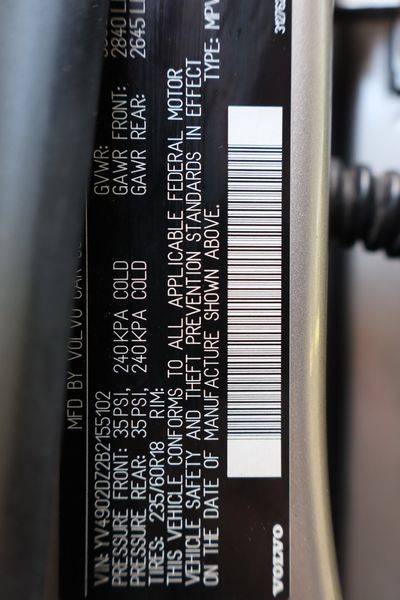 MFD BY VOLVO CAR
GVWR:
VIN: YV4902DZ2B2155102
PRESSURE FRONT: 35PSI, 240KPA COLD GAWR FRONT: 2840 L
PRESSURE REAR: 35PSI, 240KPA COLD GAWR REAR: 2645 L
TIRES: 235/60R18 RIM:
THIS VEHICLE CONFORMS TO ALL APPLICABLE FEDERAL MOTOR
VEHICLE SAFETY AND THEFT PREVENTION STANDARDS IN EFFECT
ON THE DATE OF MANUFACTURE SHOWN ABOVE. TYPE: MPV
VOLVO